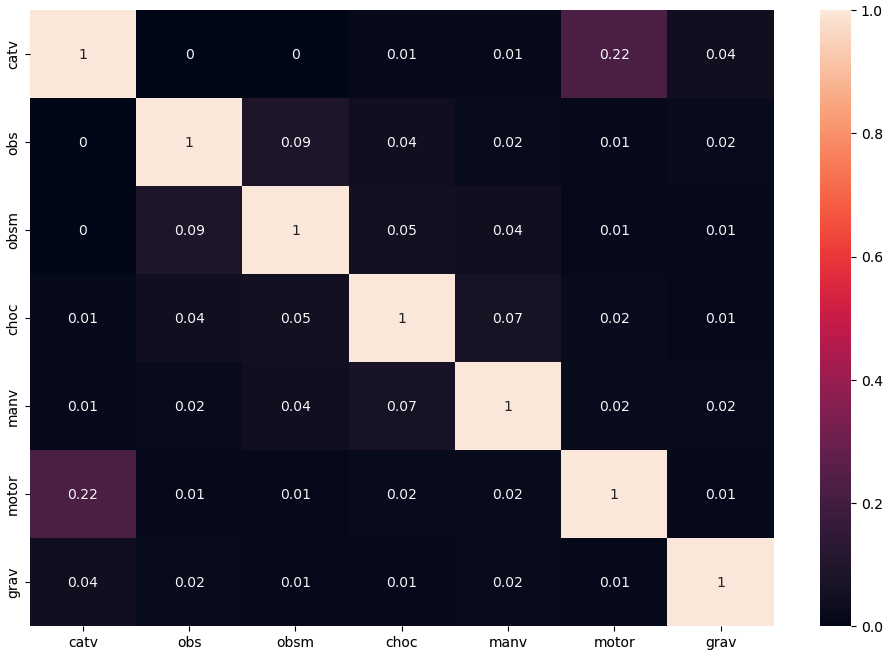 catv 1 0 0 0.01 0.01 0.22 0.04
obs 0 1 0.09 0.04 0.02 0.01 0.02
obsm 0 0.09 1 0.05 0.04 0.01 0.01
choc 0.01 0.04 0.05 1 0.07 0.02 0.01
manv 0.01 0.02 0.04 0.07 1 0.02 0.02
motor 0.22 0.01 0.01 0.02 0.02 1 0.01
grav 0.04 0.02 0.01 0.01 0.02 0.01 1
catv obs obsm choc manv motor grav
1.0
0.8
0.6
0.4
0.2
0.0